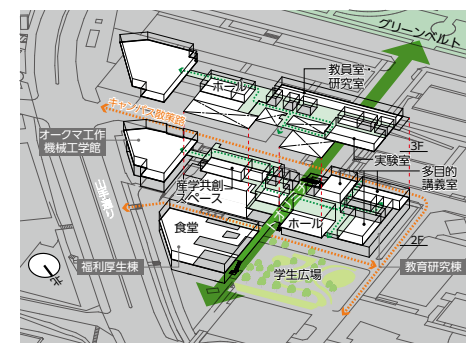 グリーンベルト
教員室・
研究室
ホール
キャンパス散策路
オークマ工作
機械工学館
3F
実験室
多目的
講義室
産学共創
スペース
山手通り
ホール
食堂
2F
福利厚生棟
教育研究棟
学生広場
北